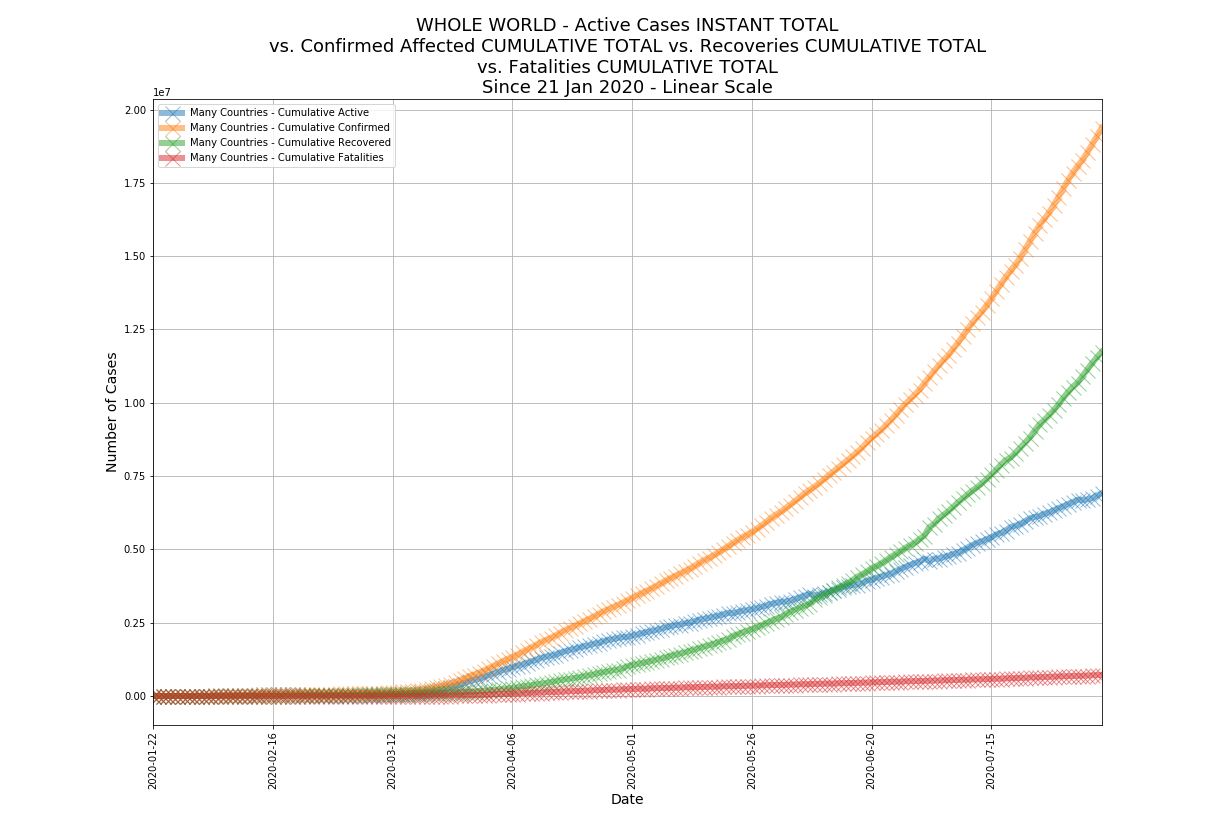 WHOLE WORLD - Active Cases INSTANT TOTAL
vs. Confirmed Affected CUMULATIVE TOTAL vs. Recoveries CUMULATIVE TOTAL
vs. Fatalities CUMULATIVE TOTAL
Since 21 Jan 2020 - Linear Scale
1e7
Many Countries - Cumulative Active
Many Countries - Cumulative Confirmed
Many Countries - Cumulative Recovered
Many Countries - Cumulative Fatalities
Number of Cases
2.00
1.75
1.50
1.25
1.00
0.75
0.50
0.25
0.00
2020-01-22
2020-02-16
2020-03-12
2020-04-06
2020-05-01
2020-05-26
2020-06-20
2020-07-15
Date